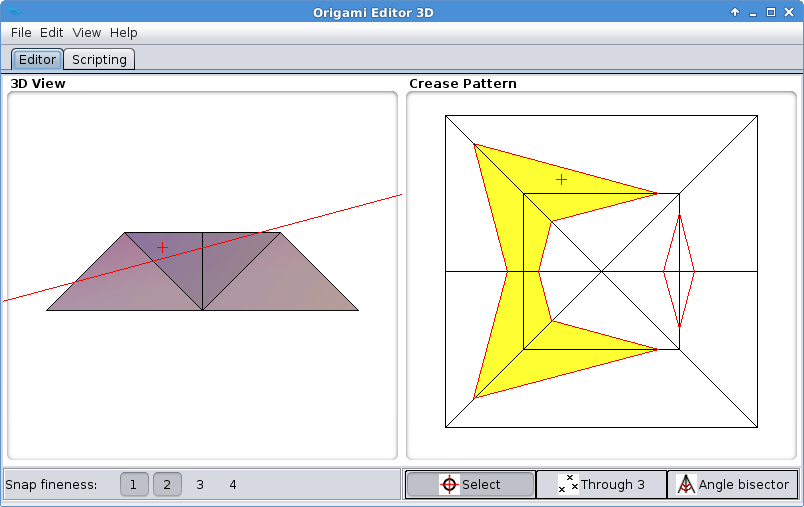 Origami Editor 3D
File Edit View Help
Editor Scripting
3D View
Crease Pattern
Snap fineness: 1 2 3 4
Select Through 3 Angle bisector